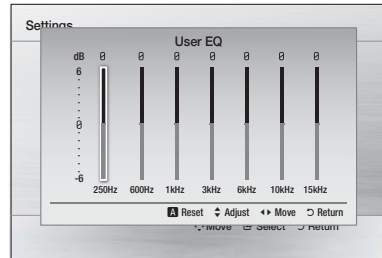 Settings
User EQ
dB 0 0 0 0 0 0 0
6
0
-6
250Hz 600Hz 1kHz 3kHz 6kHz 10kHz 15kHz
A Reset Adjust Move Return
Move Select Return